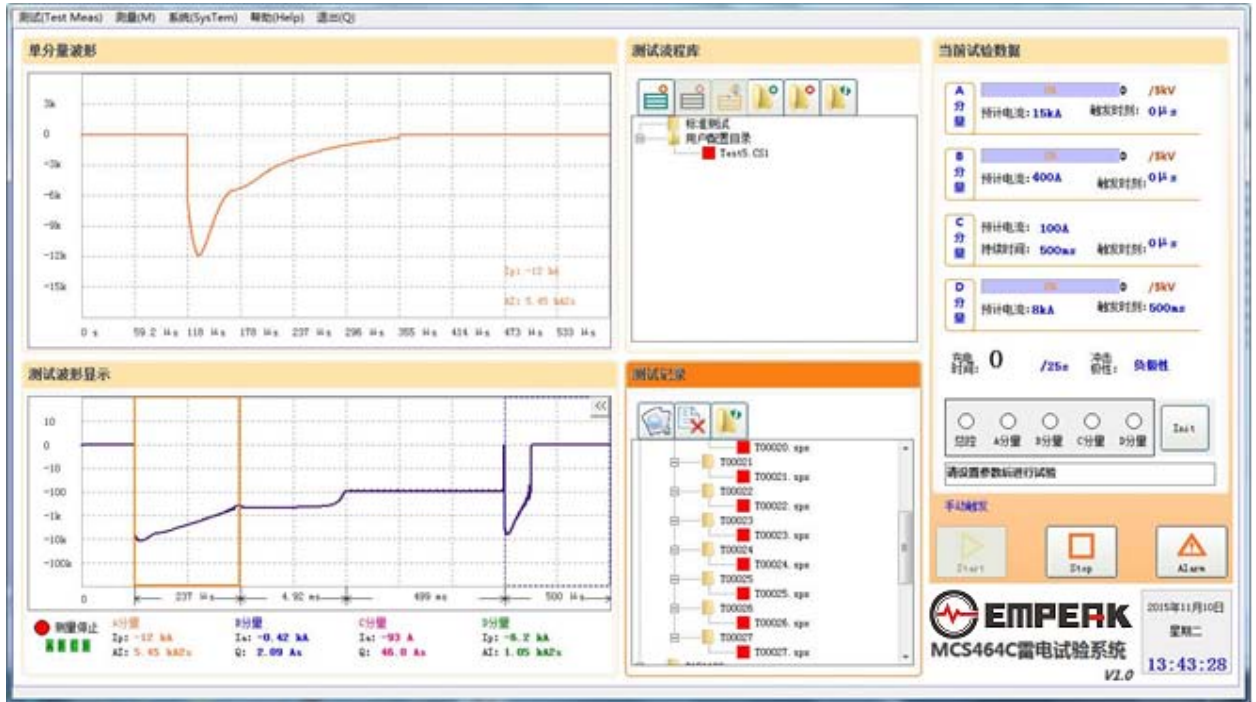 测试(Test Meas) 测量(M) 系统(SysTem) 帮助(Help) 退出(Q)
单分量波形
3k
0
-3k
-6k
-9k
-12k
-15k
Ip: -12 kA
AI: 5.45 kA2s
0 s 59.2 μs 118 μs 178 μs 237 μs 296 μs 355 μs 414 μs 473 μs 533 μs
测试波形显示
<<
10
0
-10
-100
-1k
-10k
-100k
0 237 μs 4.92 ms 499 ms 500 μs
测量停止
A分量 B分量 C分量 D分量
Ip: -12 kA Ia: -0.42 kA Ia: -93 A Ip: -6.2 kA
AI: 5.45 kA2s Q: 2.09 As Q: 46.0 As AI: 1.05 kA2s
测试流程库
标准测试
用户配置目录
Test5.CS1
测试记录
T00020.sps
T00021
T00021.sps
T00022
T00022.sps
T00023
T00023.sps
T00024
T00024.sps
T00025
T00025.sps
T00026
T00026.sps
T00027
T00027.sps
当前试验数据
A分量 0 /5kV
预计电流:15kA 触发时刻: 0μs
B分量 0 /5kV
预计电流:400A 触发时刻:0μs
C分量 预计电流: 100A
持续时间: 500ms 触发时刻:0μs
D分量 0 /5kV
预计电流:8kA 触发时刻:500ms
充电时间: 0 /25s 冲击极性: 负极性
总控 A分量 B分量 C分量 D分量 Init
请设置参数后进行试验
手动触发
Start Stop Alarm
EMPEAK
MCS464C雷电试验系统
V1.0
2015年11月10日
星期二
13:43:28